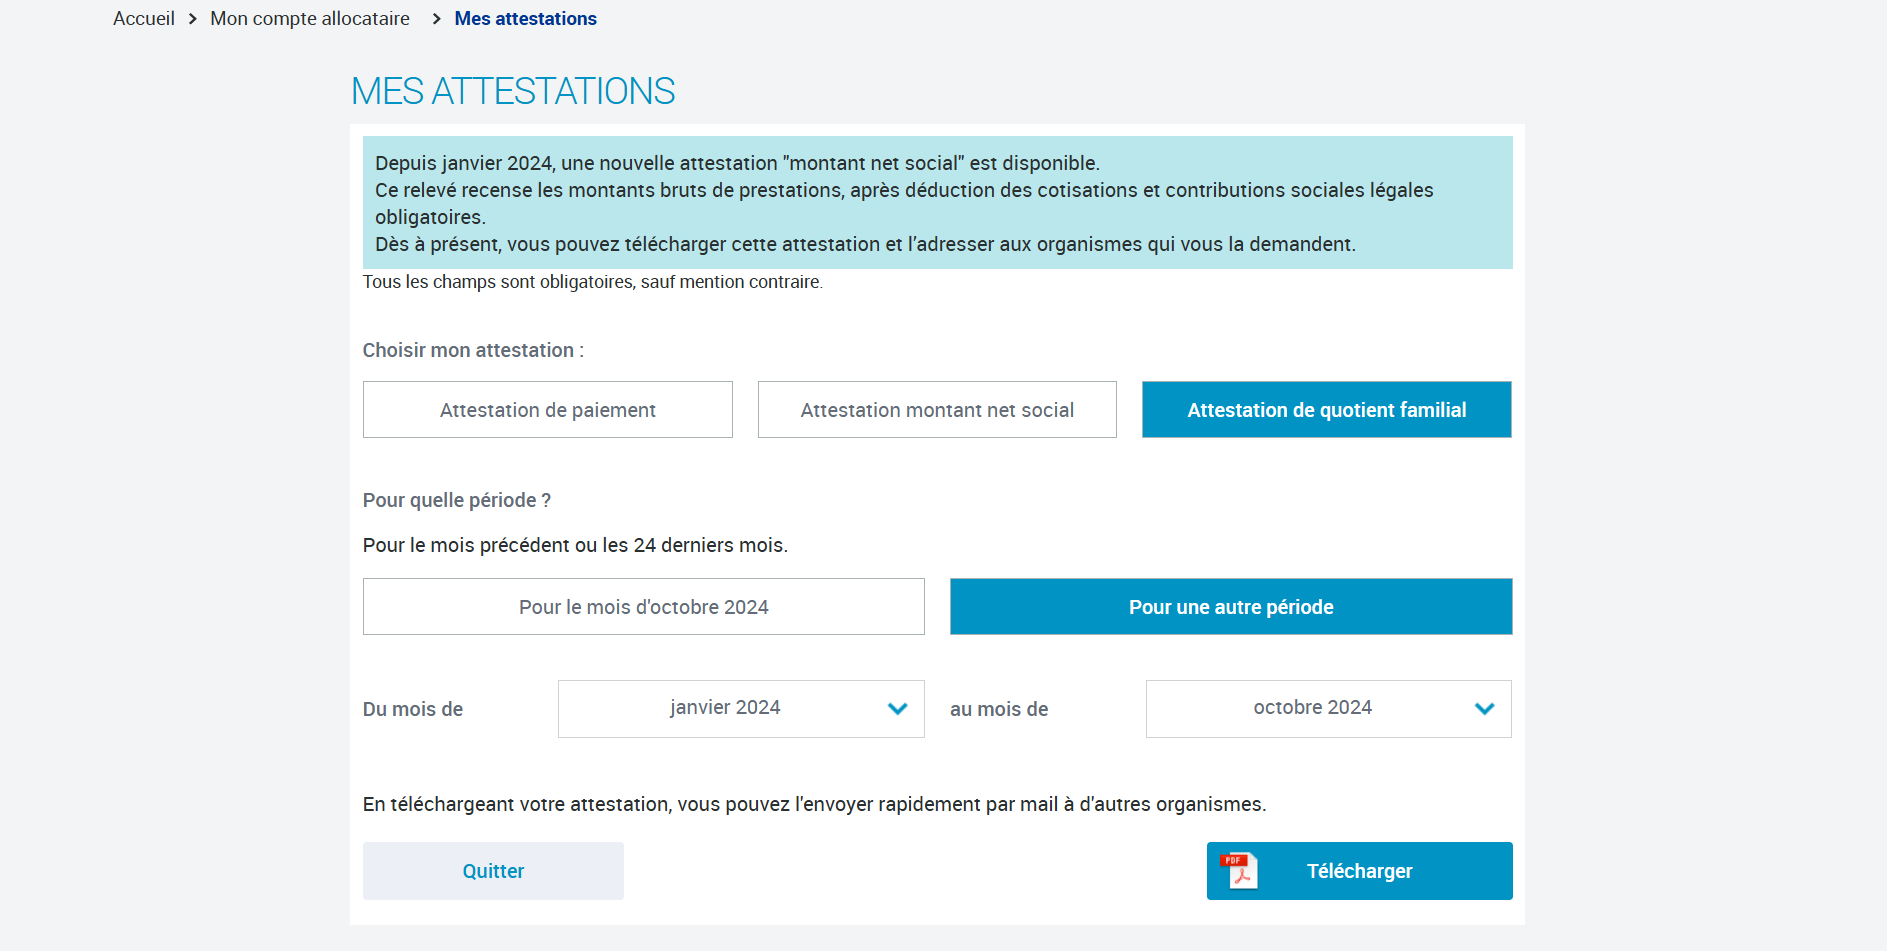 Accueil > Mon compte allocataire > Mes attestations
MES ATTESTATIONS
Depuis janvier 2024, une nouvelle attestation "montant net social" est disponible.
Ce relevé recense les montants bruts de prestations, après déduction des cotisations et contributions sociales légales
obligatoires.
Dès à présent, vous pouvez télécharger cette attestation et l’adresser aux organismes qui vous la demandent.
Tous les champs sont obligatoires, sauf mention contraire.
Choisir mon attestation :
Attestation de paiement
Attestation montant net social
Attestation de quotient familial
Pour quelle période ?
Pour le mois précédent ou les 24 derniers mois.
Pour le mois d'octobre 2024
Pour une autre période
Du mois de
janvier 2024
au mois de
octobre 2024
En téléchargeant votre attestation, vous pouvez l'envoyer rapidement par mail à d'autres organismes.
Quitter
PDF
Télécharger